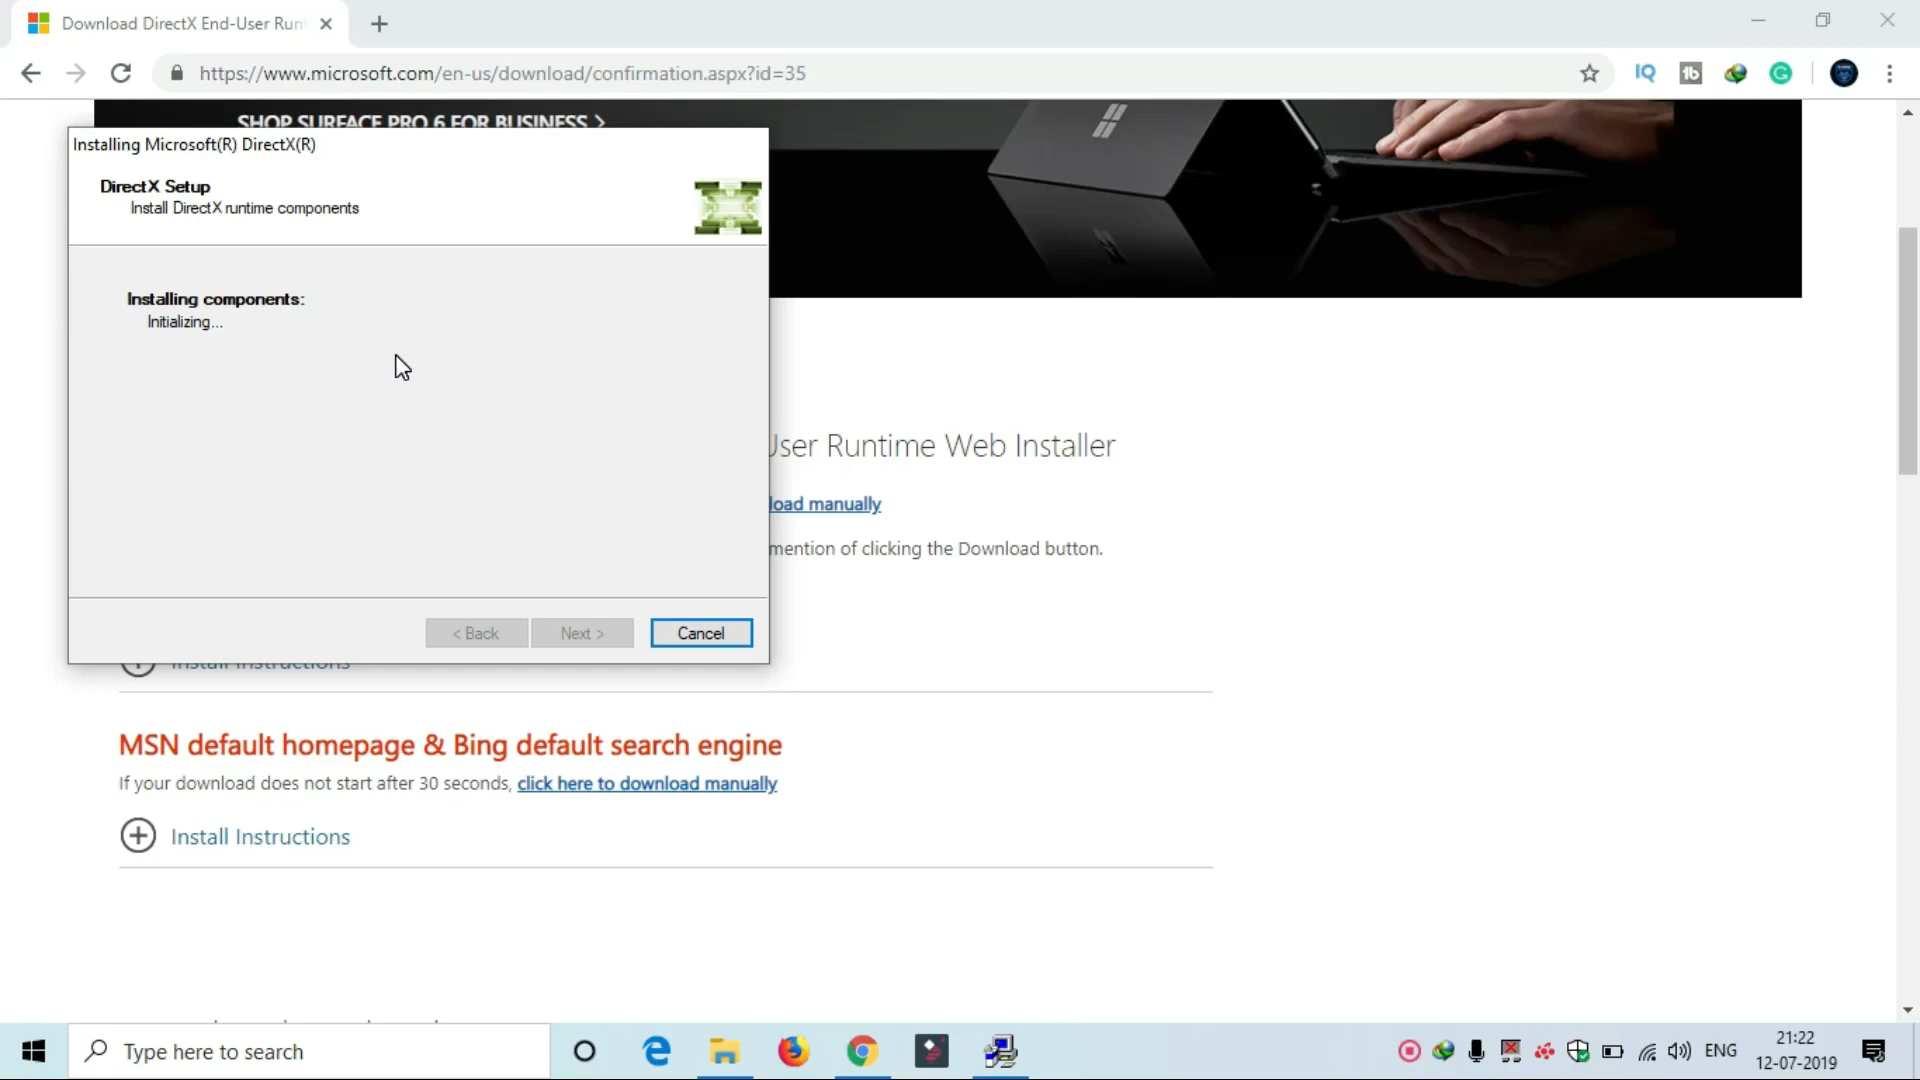 Download DirectX End-User Run
https://www.microsoft.com/en-us/download/confirmation.aspx?id=35
IQ
SHOP SURFACE PRO 6 FOR BUSINESS >
Installing Microsoft(R) DirectX(R)
DirectX Setup
Install DirectX runtime components
Installing components:
Initializing...
User Runtime Web Installer
load manually
mention of clicking the Download button.
< Back
Next >
Cancel
Install Instructions
MSN default homepage & Bing default search engine
If your download does not start after 30 seconds, click here to download manually
Install Instructions
Type here to search
ENG
21:22
12-07-2019